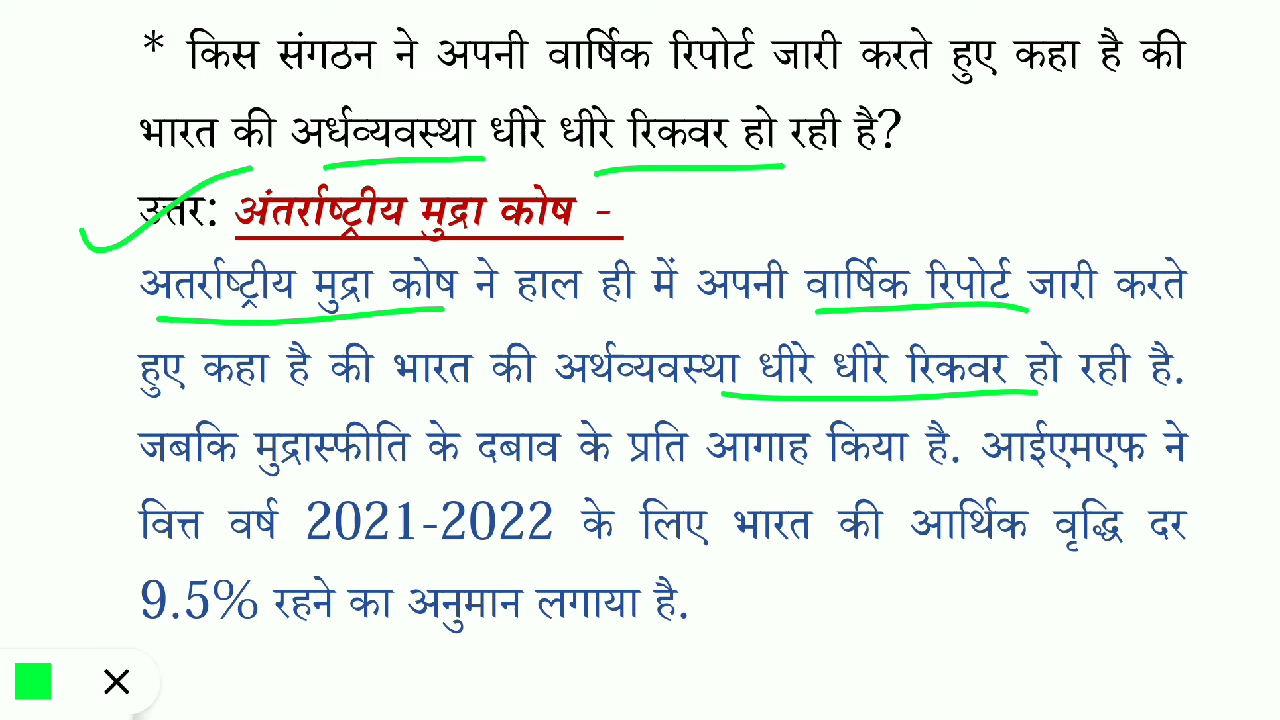 * किस संगठन ने अपनी वार्षिक रिपोर्ट जारी करते हुए कहा है की
भारत की अर्धव्यवस्था धीरे धीरे रिकवर हो रही है?
उत्तर: अंतर्राष्ट्रीय मुद्रा कोष -
अतर्राष्ट्रीय मुद्रा कोष ने हाल ही में अपनी वार्षिक रिपोर्ट जारी करते
हुए कहा है की भारत की अर्थव्यवस्था धीरे धीरे रिकवर हो रही है.
जबकि मुद्रास्फीति के दबाव के प्रति आगाह किया है. आईएमएफ ने
वित्त वर्ष 2021-2022 के लिए भारत की आर्थिक वृद्धि दर
9.5% रहने का अनुमान लगाया है.